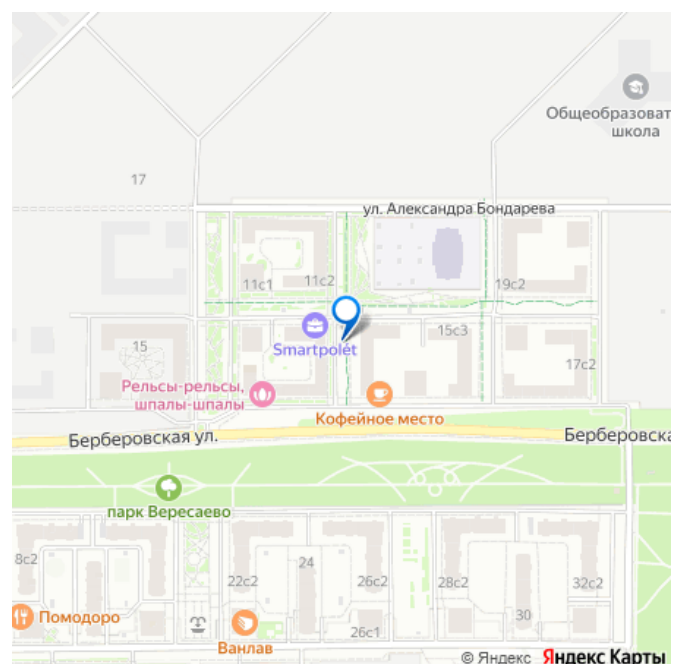 Общеобразоват
школа
17
ул. Александра Бондарева
11с1
11с2
19с2
15с3
15
Smartpolét
17с2
Рельсы-рельсы,
шпалы-шпалы
Кофейное место
Берберовская ул.
Берберовска
парк Вересаево
8с2
24
22с2
26с2
28с2
32с2
30
Помодоро
26с1
Ванлав
© Яндекс Яндекс Карты